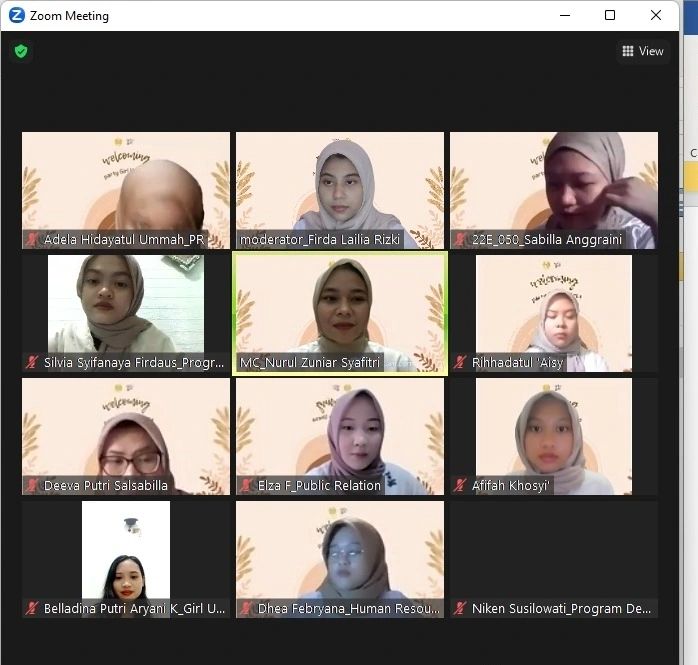 Zoom Meeting
View
C
welcoming
party Girl
welcoming
Adela Hidayatul Ummah_PR
moderator_Firda Lailia Rizki
22E_050_Sabilla Anggraini
welcoming
Silvia Syifanaya Firdaus_Progr...
MC_Nurul Zuniar Syafitri
Rihhadatul 'Aisy
welcoming
Deeva Putri Salsabilla
Elza F_Public Relation
Afifah Khosyi'
Belladina Putri Aryani K_Girl U...
Dhea Febryana_Human Resou...
Niken Susilowati_Program De...